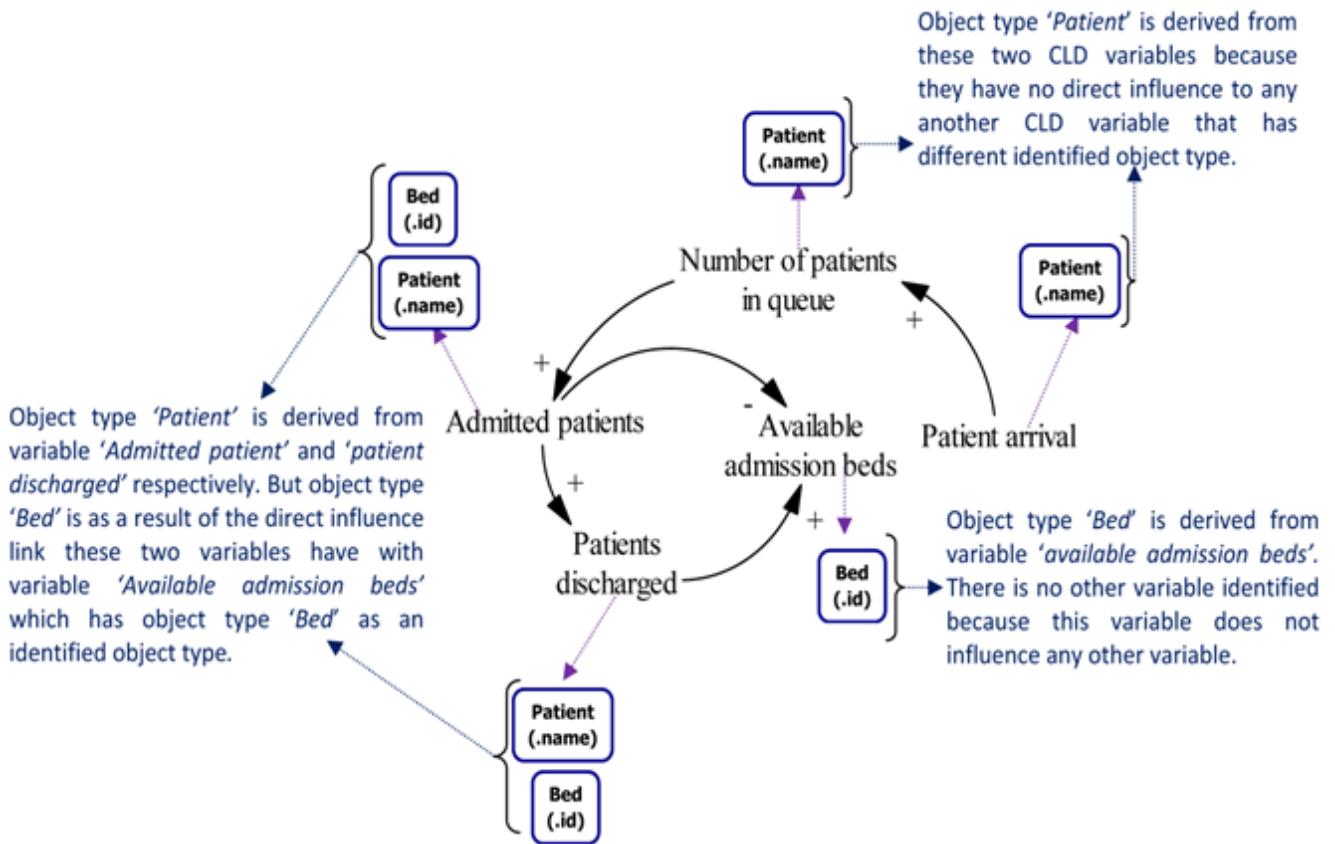 Object type ‘Patient’ is derived from
these two CLD variables because
they have no direct influence to any
another CLD variable that has
different identified object type.
Patient
(.name)
Bed
(.id)
Patient
(.name)
Number of patients
in queue
Patient
(.name)
+
+
Admitted patients
-
Available
admission beds
Patient arrival
Object type ‘Patient’ is derived from
variable ‘Admitted patient’ and ‘patient
discharged’ respectively. But object type
‘Bed’ is as a result of the direct influence
link these two variables have with
variable ‘Available admission beds’
which has object type ‘Bed’ as an
identified object type.
+
+
Patients
discharged
Bed
(.id)
Object type ‘Bed’ is derived from
variable ‘available admission beds’.
There is no other variable identified
because this variable does not
influence any other variable.
Patient
(.name)
Bed
(.id)